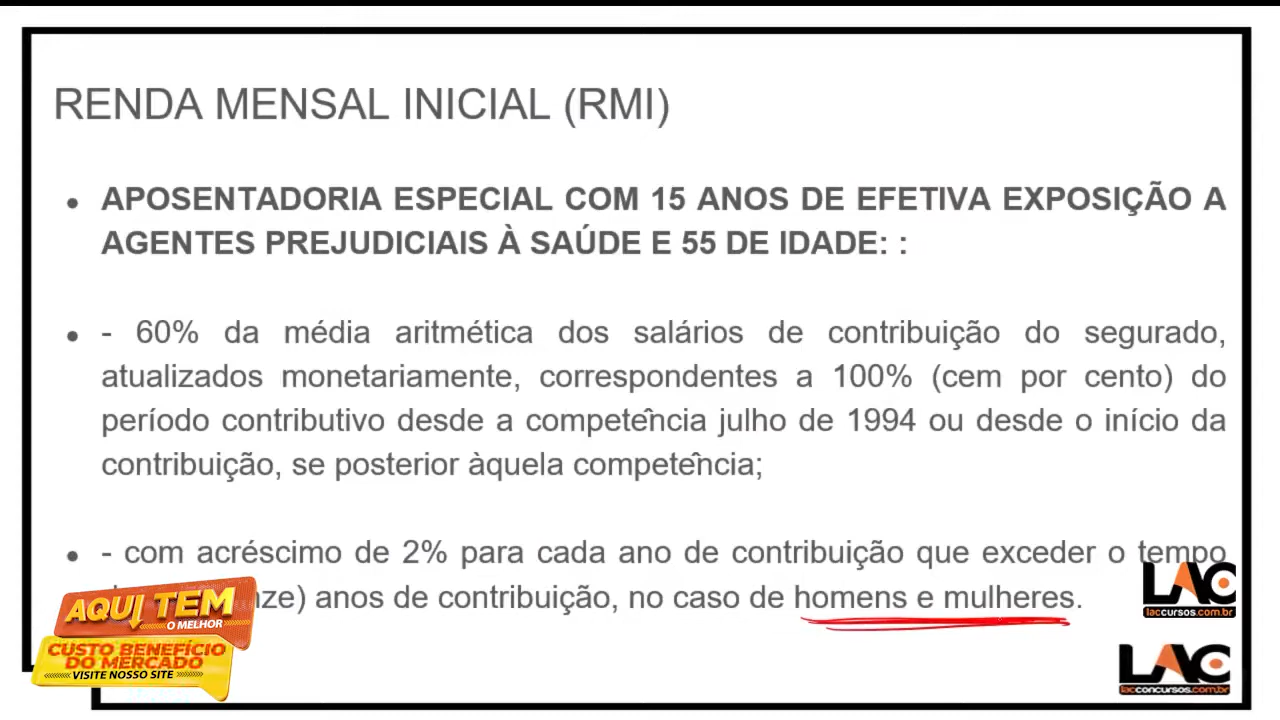 RENDA MENSAL INICIAL (RMI)
• APOSENTADORIA ESPECIAL COM 15 ANOS DE EFETIVA EXPOSIÇÃO A
AGENTES PREJUDICIAIS À SAÚDE E 55 DE IDADE: :
• - 60% da média aritmética dos salários de contribuição do segurado,
atualizados monetariamente, correspondentes a 100% (cem por cento) do
período contributivo desde a competência julho de 1994 ou desde o início da
contribuição, se posterior àquela competência;
• - com acréscimo de 2% para cada ano de contribuição que exceder o tempo
anos de contribuição, no caso de homens e mulheres.
AQUI TEM
O MELHOR
CUSTO BENEFÍCIO
DO MERCADO
VISITE NOSSO SITE
LAC
laccursos.com.br
LAC
lacconcursos.com.br